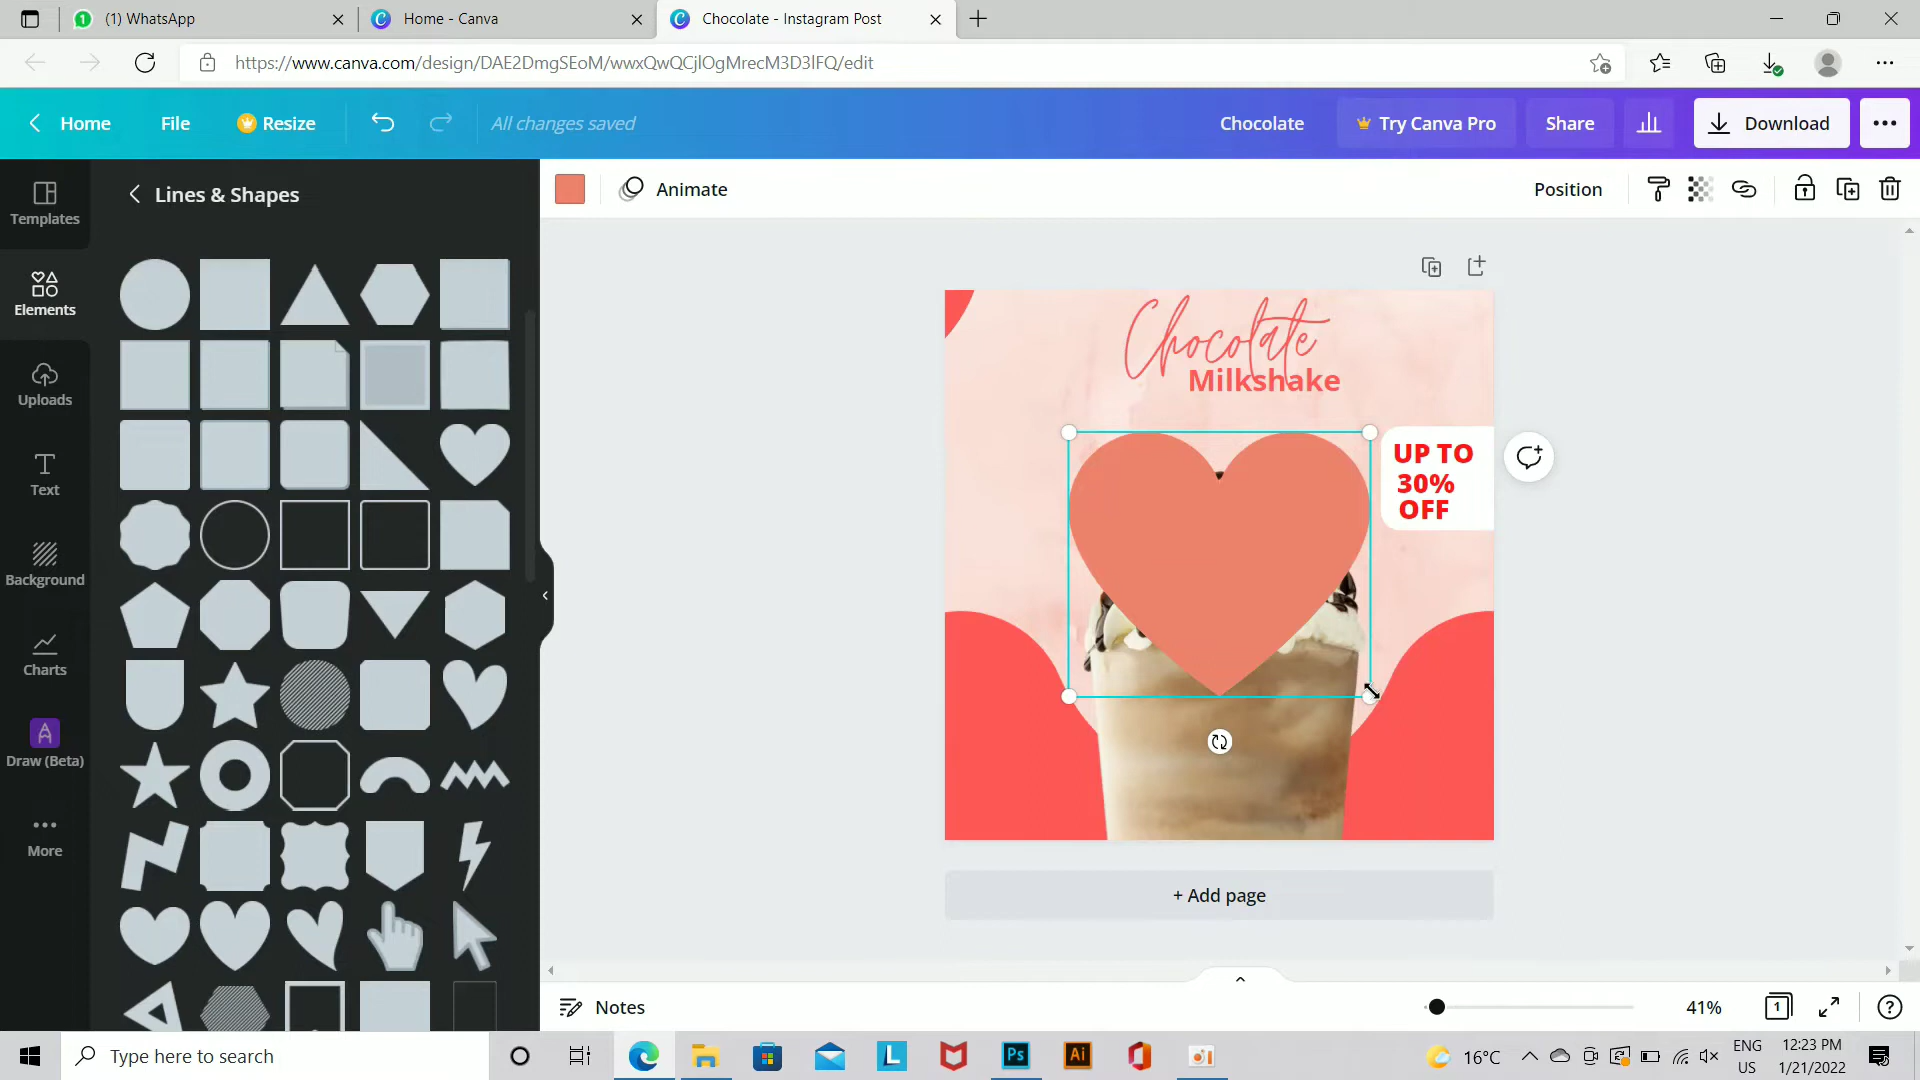 (1) WhatsApp
Home - Canva
Chocolate - Instagram Post
https://www.canva.com/design/DAE2DmgSEoM/wwxQwQCjlOgMrecM3D3lFQ/edit
Home
File
Resize
All changes saved
Chocolate
Try Canva Pro
Share
Download
Templates
Elements
Uploads
Text
Background
Charts
Draw (Beta)
More
Lines & Shapes
Animate
Position
Chocolate
Milkshake
UP TO
30%
OFF
+ Add page
Notes
41%
1
Type here to search
L
Ps
Ai
16°C
ENG
US
12:23 PM
1/21/2022